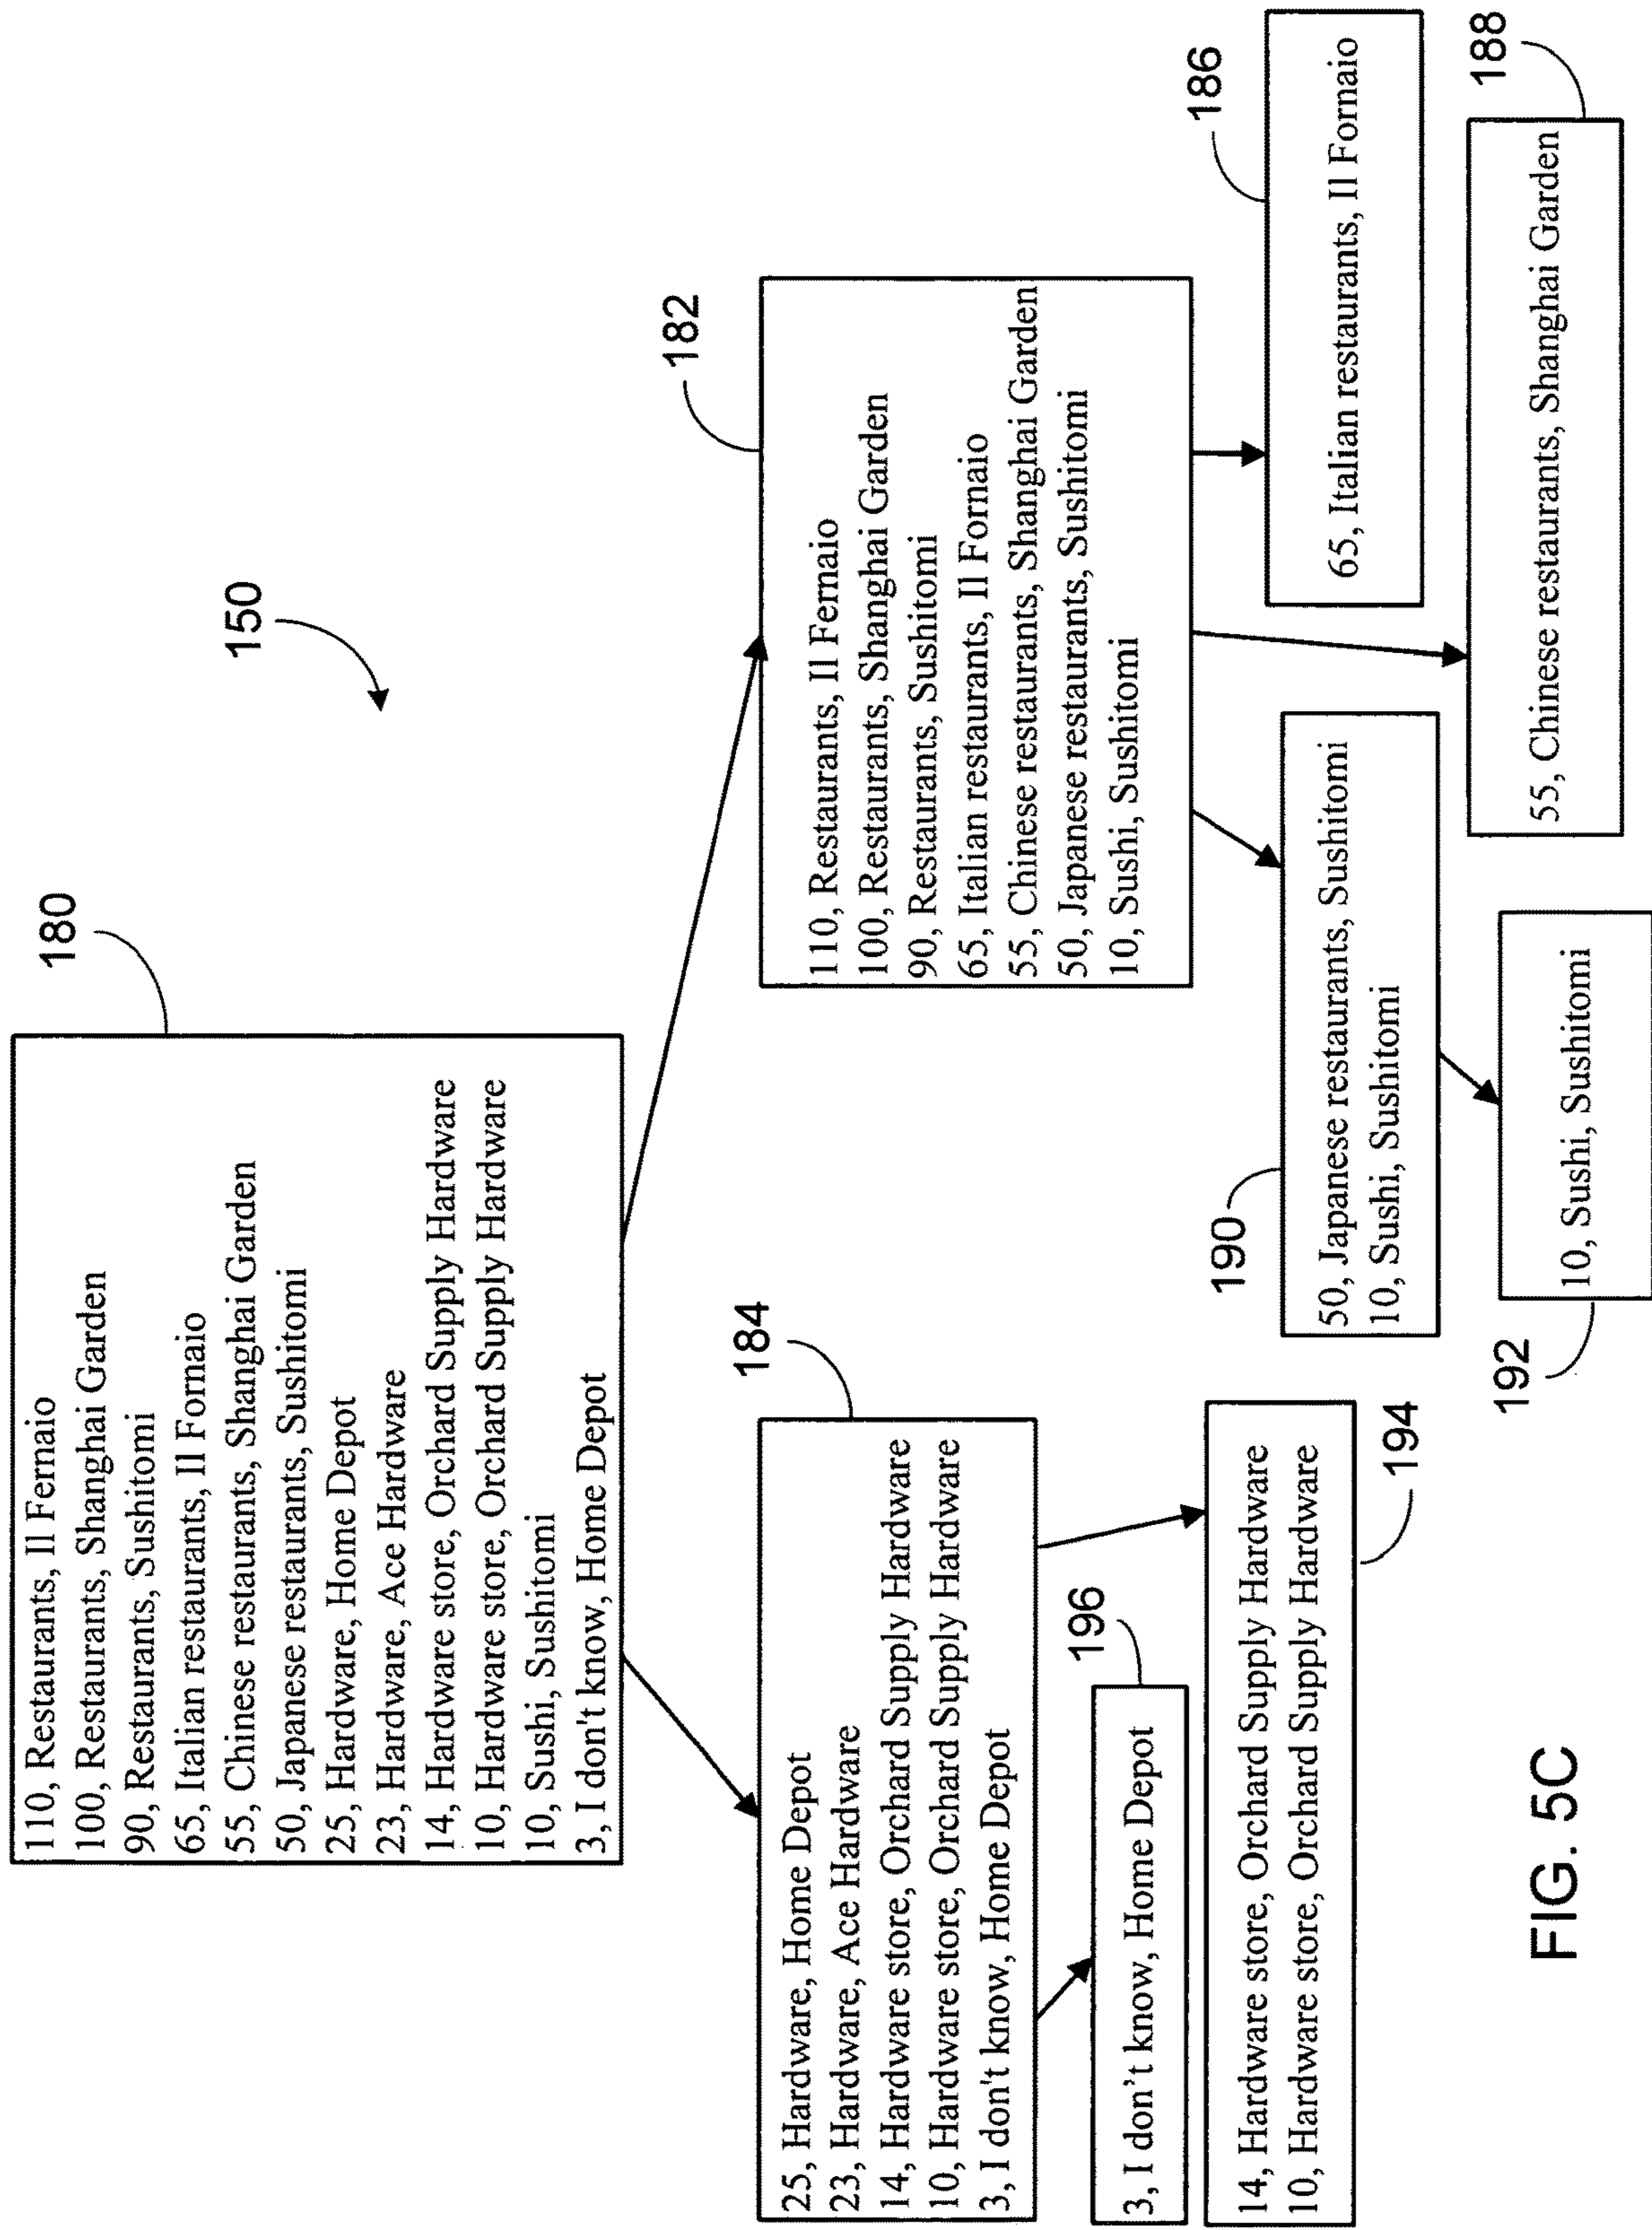 150
180
110, Restaurants, Il Fernaio
100, Restaurants, Shanghai Garden
90, Restaurants, Sushitomi
65, Italian restaurants, Il Fornaio
55, Chinese restaurants, Shanghai Garden
50, Japanese restaurants, Sushitomi
25, Hardware, Home Depot
23, Hardware, Ace Hardware
14, Hardware store, Orchard Supply Hardware
10, Hardware store, Orchard Supply Hardware
10, Sushi, Sushitomi
3, I don't know, Home Depot
184
25, Hardware, Home Depot
23, Hardware, Ace Hardware
14, Hardware store, Orchard Supply Hardware
10, Hardware store, Orchard Supply Hardware
3, I don't know, Home Depot
182
110, Restaurants, Il Fernaio
100, Restaurants, Shanghai Garden
90, Restaurants, Sushitomi
65, Italian restaurants, Il Fornaio
55, Chinese restaurants, Shanghai Garden
50, Japanese restaurants, Sushitomi
10, Sushi, Sushitomi
196
3, I don't know, Home Depot
194
14, Hardware store, Orchard Supply Hardware
10, Hardware store, Orchard Supply Hardware
190
50, Japanese restaurants, Sushitomi
10, Sushi, Sushitomi
186
65, Italian restaurants, Il Fornaio
192
10, Sushi, Sushitomi
188
55, Chinese restaurants, Shanghai Garden
FIG. 5C